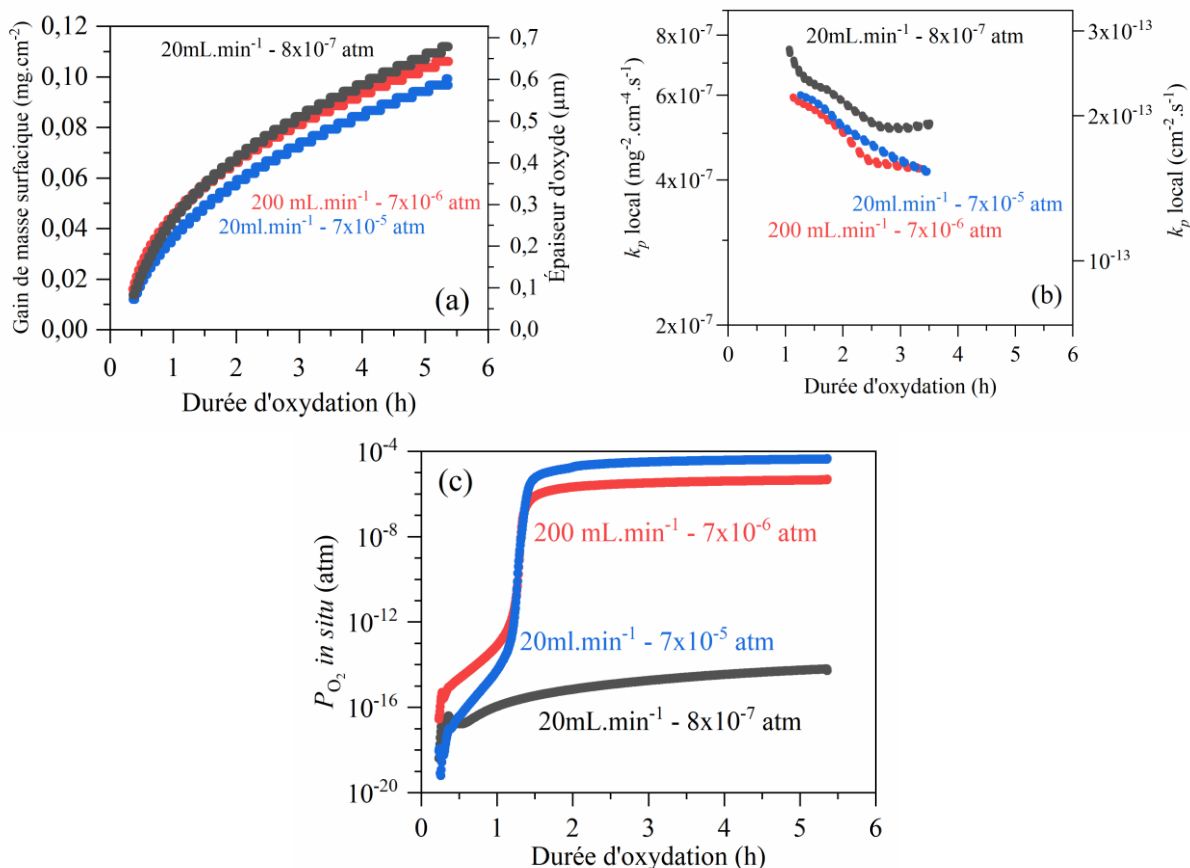 0,12
0,10
0,08
0,06
0,04
0,02
0,00
Gain de masse surfacique (mg.cm⁻²)
20mL.min⁻¹ - 8x10⁻⁷ atm
200 mL.min⁻¹ - 7x10⁻⁶ atm
20ml.min⁻¹ - 7x10⁻⁵ atm
(a)
0,7
0,6
0,5
0,4
0,3
0,2
0,1
0,0
Épaiseur d'oxyde (µm)
0 1 2 3 4 5 6
Durée d'oxydation (h)
8x10⁻⁷
6x10⁻⁷
4x10⁻⁷
2x10⁻⁷
kₚ local (mg⁻².cm⁻⁴.s⁻¹)
20mL.min⁻¹ - 8x10⁻⁷ atm
20ml.min⁻¹ - 7x10⁻⁵ atm
200 mL.min⁻¹ - 7x10⁻⁶ atm
(b)
3x10⁻¹³
2x10⁻¹³
10⁻¹³
kₚ local (cm⁻².s⁻¹)
0 1 2 3 4 5 6
Durée d'oxydation (h)
10⁻⁴
10⁻⁸
10⁻¹²
10⁻¹⁶
10⁻²⁰
P_O₂ in situ (atm)
(c)
200 mL.min⁻¹ - 7x10⁻⁶ atm
20ml.min⁻¹ - 7x10⁻⁵ atm
20mL.min⁻¹ - 8x10⁻⁷ atm
0 1 2 3 4 5 6
Durée d'oxydation (h)